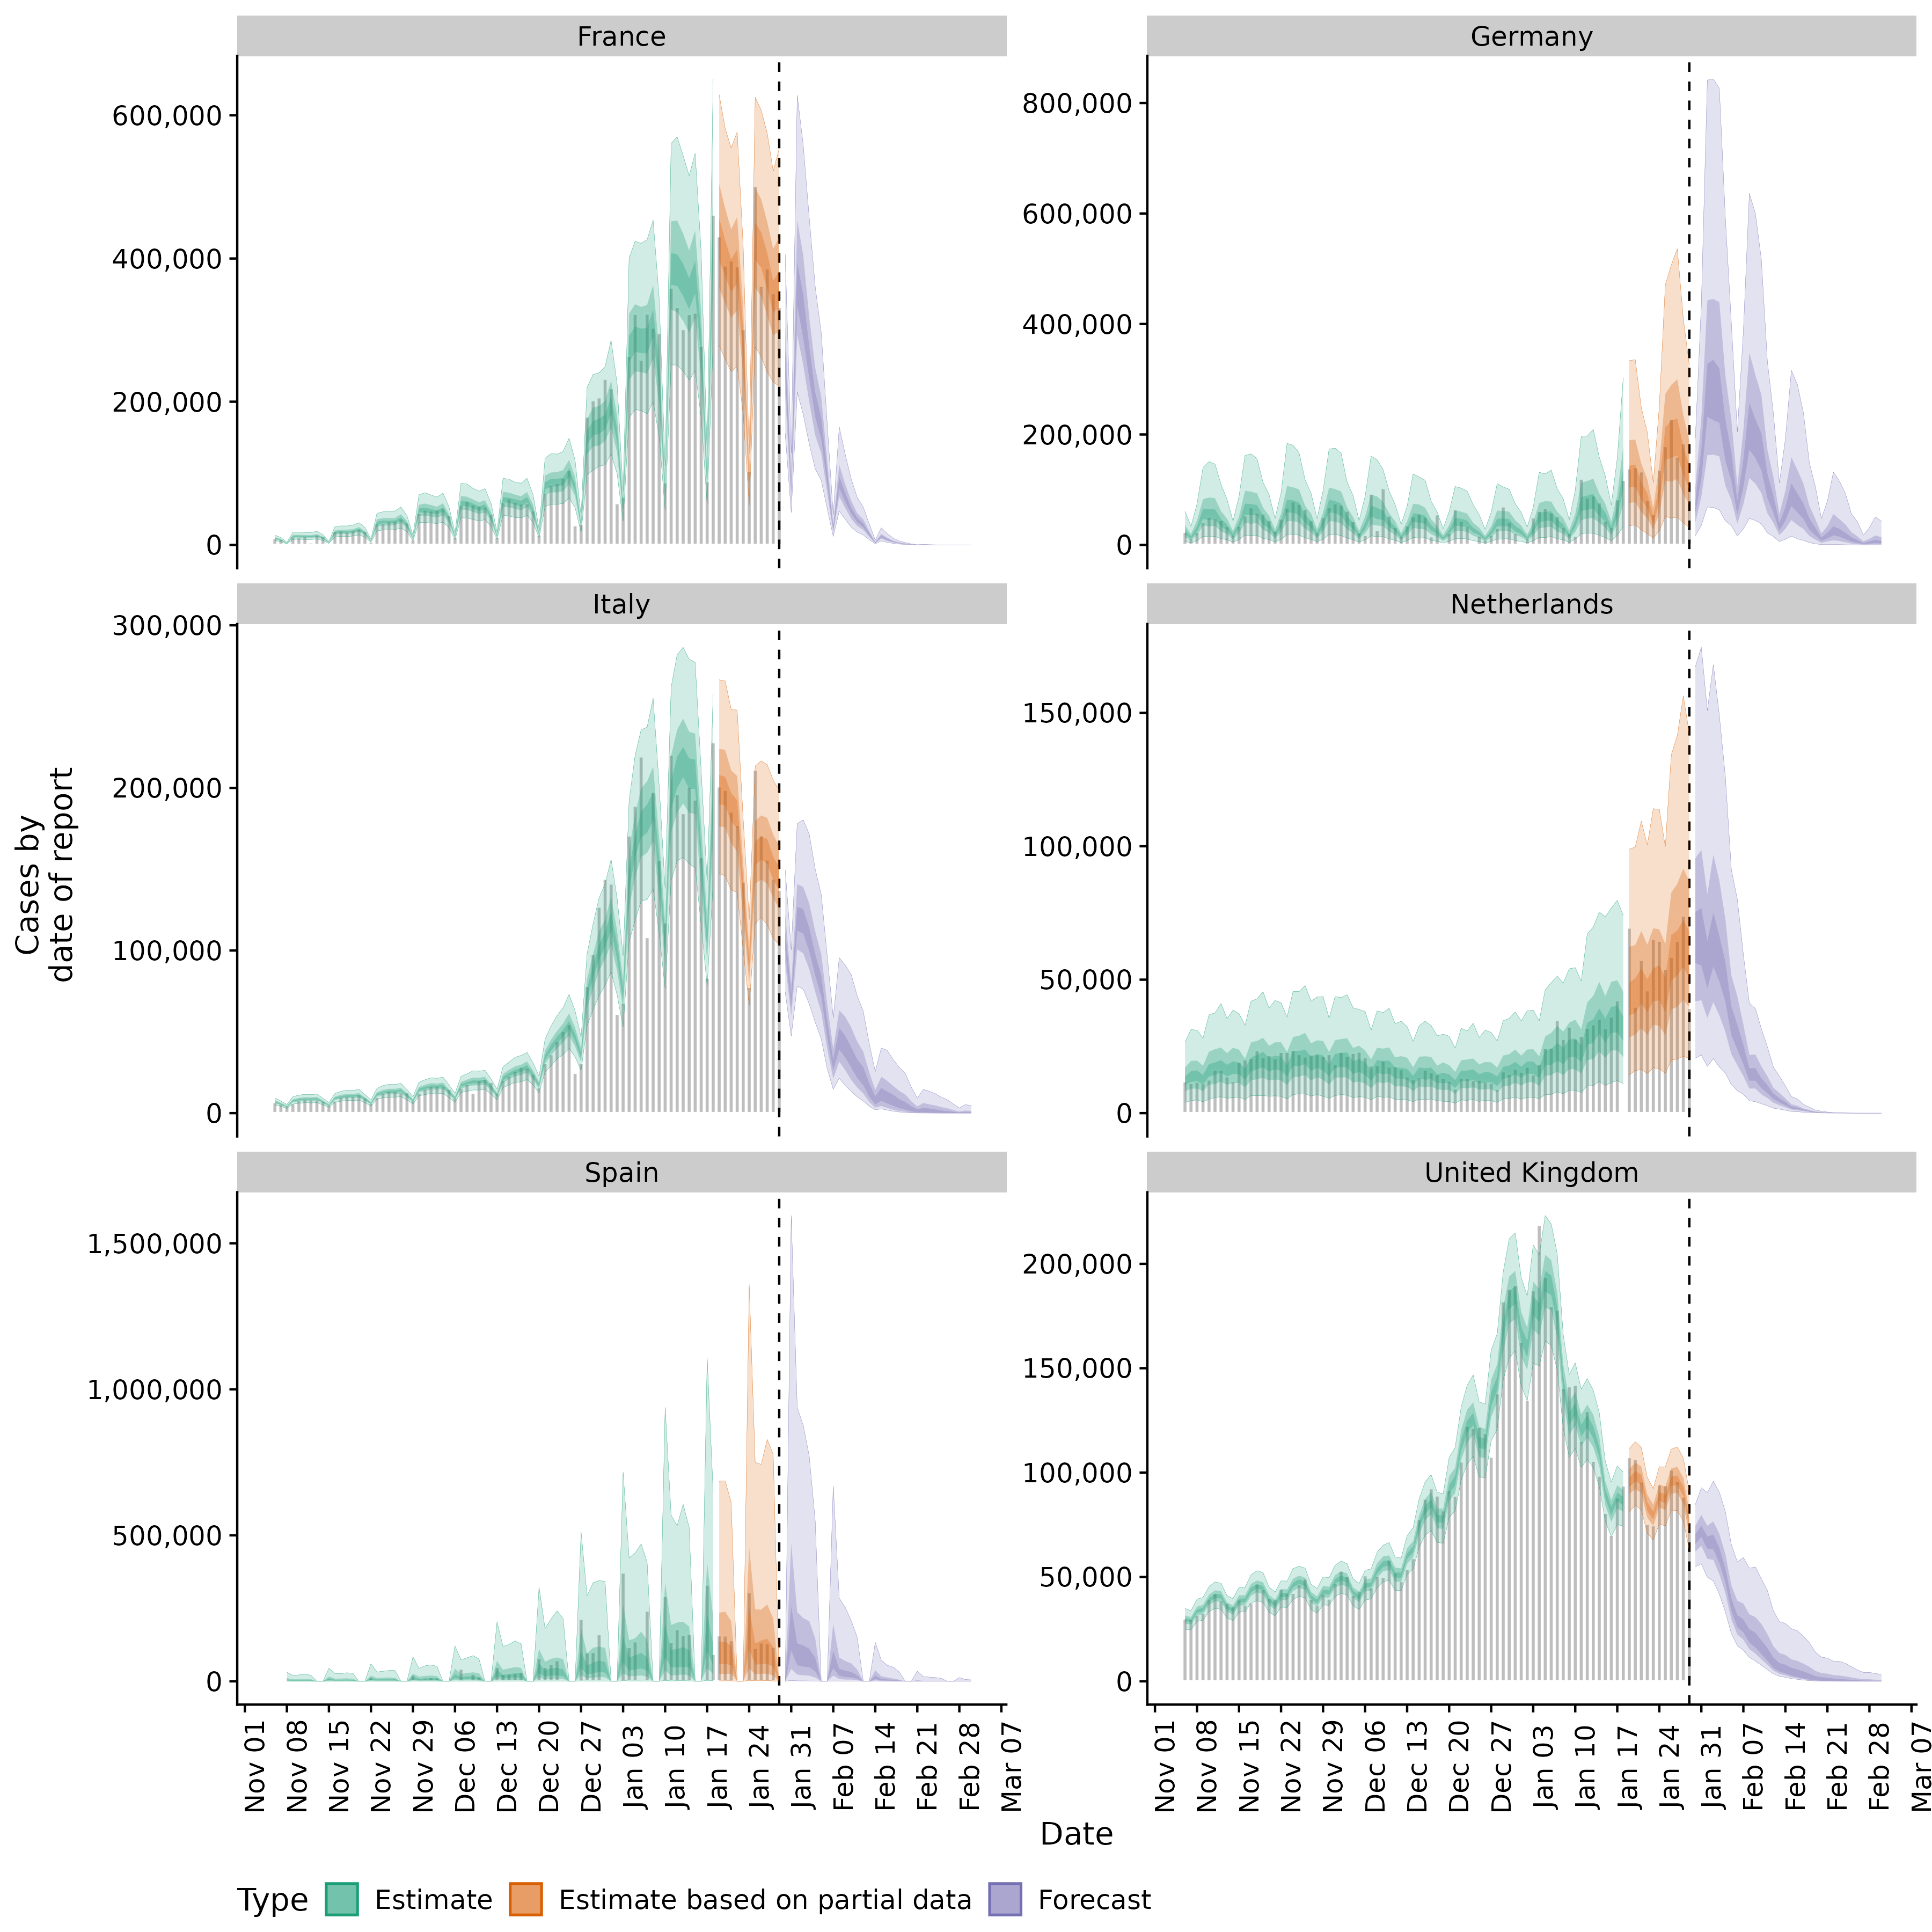 France
Germany
600,000
400,000
200,000
0
800,000
600,000
400,000
200,000
0
Italy
Netherlands
300,000
200,000
100,000
0
150,000
100,000
50,000
0
Spain
United Kingdom
1,500,000
1,000,000
500,000
0
200,000
150,000
100,000
50,000
0
Cases by
date of report
Nov 01
Nov 08
Nov 15
Nov 22
Nov 29
Dec 06
Dec 13
Dec 20
Dec 27
Jan 03
Jan 10
Jan 17
Jan 24
Jan 31
Feb 07
Feb 14
Feb 21
Feb 28
Mar 07
Nov 01
Nov 08
Nov 15
Nov 22
Nov 29
Dec 06
Dec 13
Dec 20
Dec 27
Jan 03
Jan 10
Jan 17
Jan 24
Jan 31
Feb 07
Feb 14
Feb 21
Feb 28
Mar 07
Date
Type Estimate Estimate based on partial data Forecast